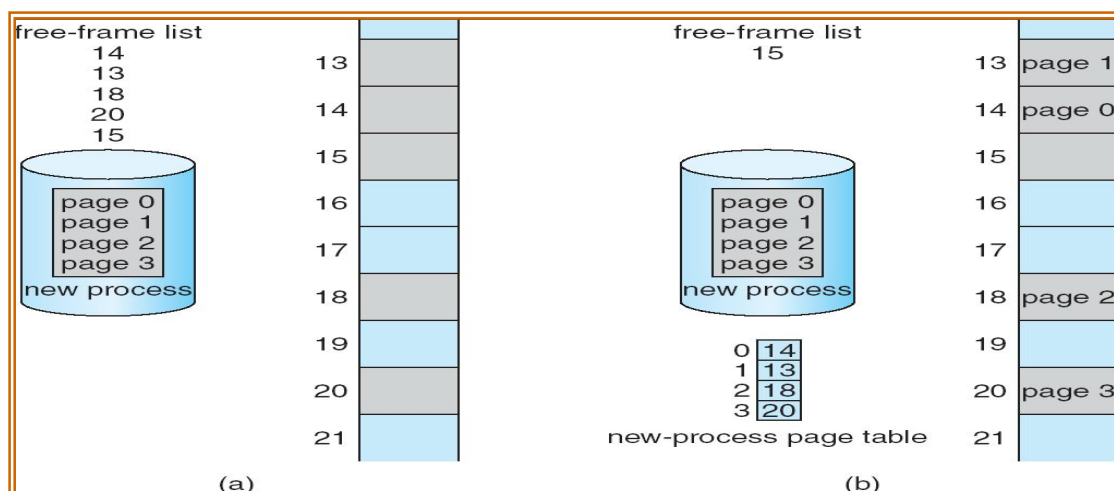 free-frame list
14
13
18
20
15
page 0
page 1
page 2
page 3
new process
13
14
15
16
17
18
19
20
21
(a)
free-frame list
15
page 0
page 1
page 2
page 3
new process
0 14
1 13
2 18
3 20
new-process page table
13 page 1
14 page 0
15
16
17
18 page 2
19
20 page 3
21
(b)